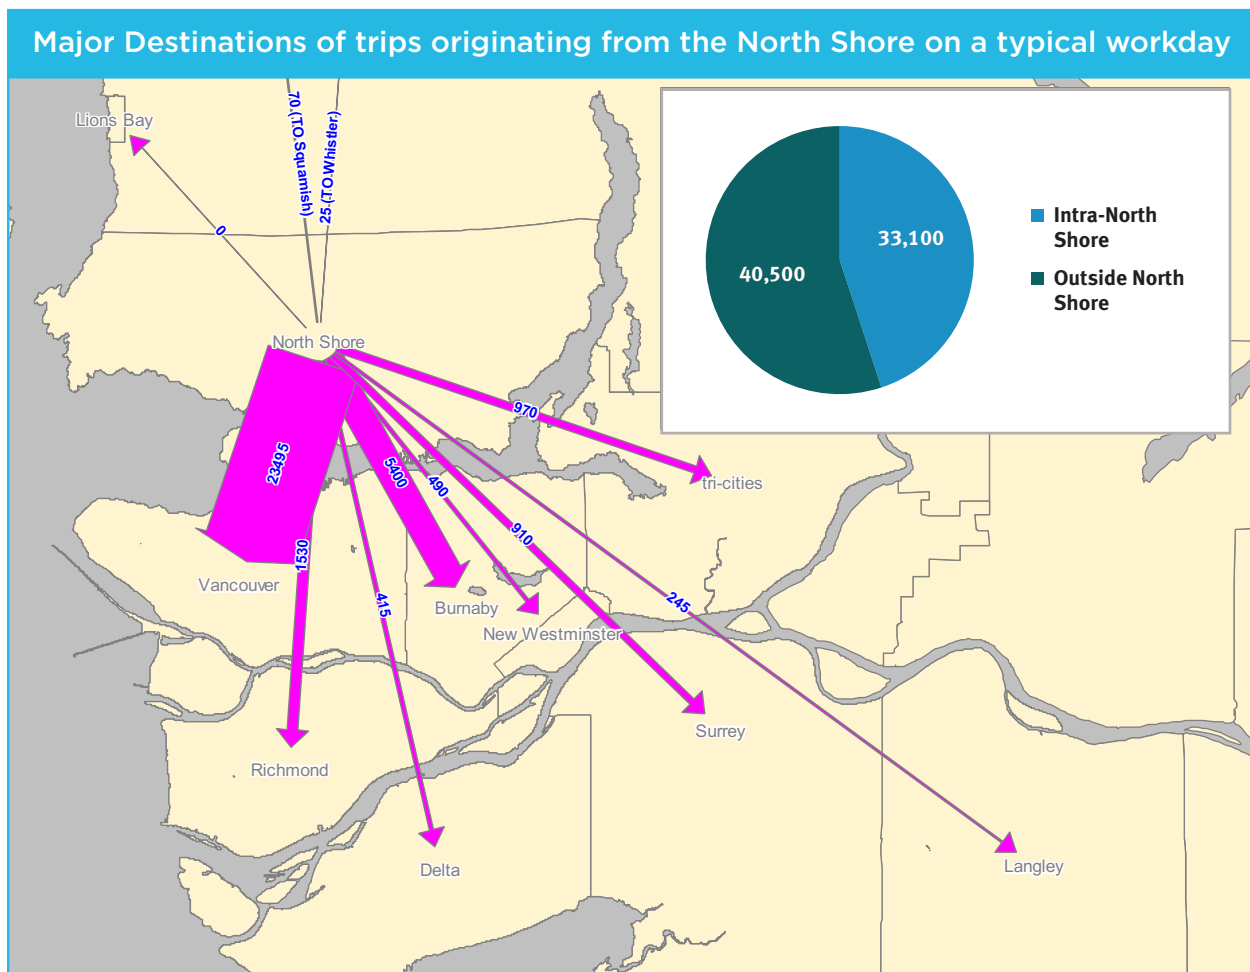 Major Destinations of trips originating from the North Shore on a typical workday
Lions Bay
70 (TO Squamish)
25 (TO Whistler)
0
33,100
40,500
Intra-North
Shore
Outside North
Shore
North Shore
970
23495
5400
490
tri-cities
910
1530
Vancouver
415
Burnaby
245
New Westminster
Surrey
Richmond
Delta
Langley